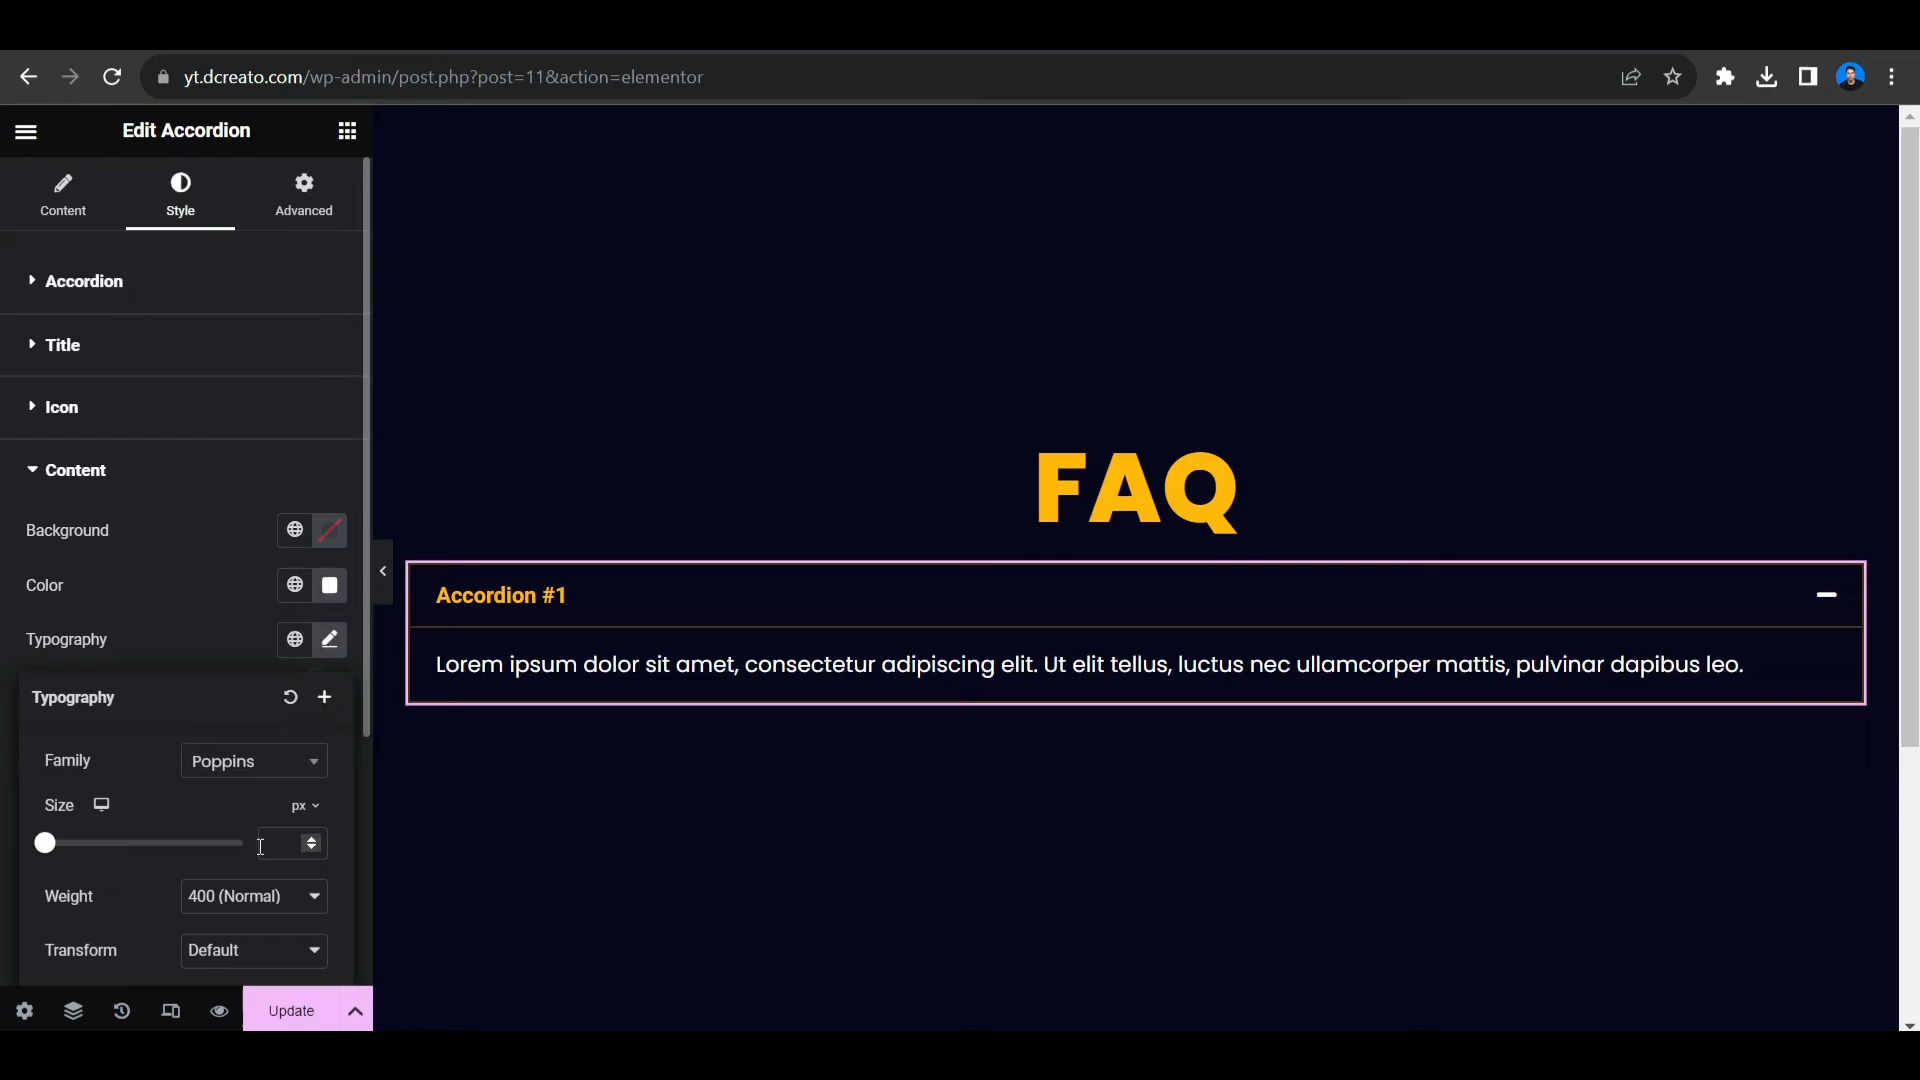 yt.dcreato.com/wp-admin/post.php?post=11&action=elementor
Edit Accordion
Content
Style
Advanced
Accordion
Title
Icon
Content
Background
Color
Typography
Typography
Family
Poppins
Size
px
Weight
400 (Normal)
Transform
Default
Update
FAQ
Accordion #1
Lorem ipsum dolor sit amet, consectetur adipiscing elit. Ut elit tellus, luctus nec ullamcorper mattis, pulvinar dapibus leo.